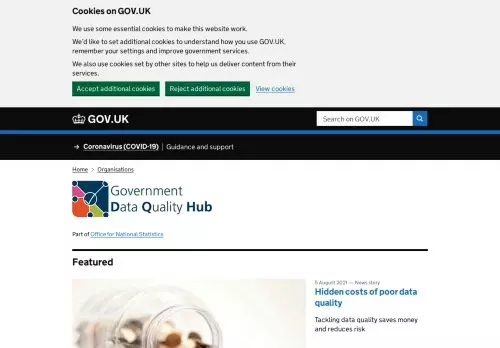 Cookies on GOV.UK
We use some essential cookies to make this website work.
We'd like to set additional cookies to understand how you use GOV.UK,
remember your settings and improve government services.
We also use cookies set by other sites to help us deliver content from their
services.
Accept additional cookies
Reject additional cookies
View cookies
GOV.UK
Search on GOV.UK
→ Coronavirus (COVID-19) | Guidance and support
Home > Organisations
Government
Data Quality Hub
Part of Office for National Statistics
Featured
5 August 2021 — News story
Hidden costs of poor data
quality
Tackling data quality saves money
and reduces risk